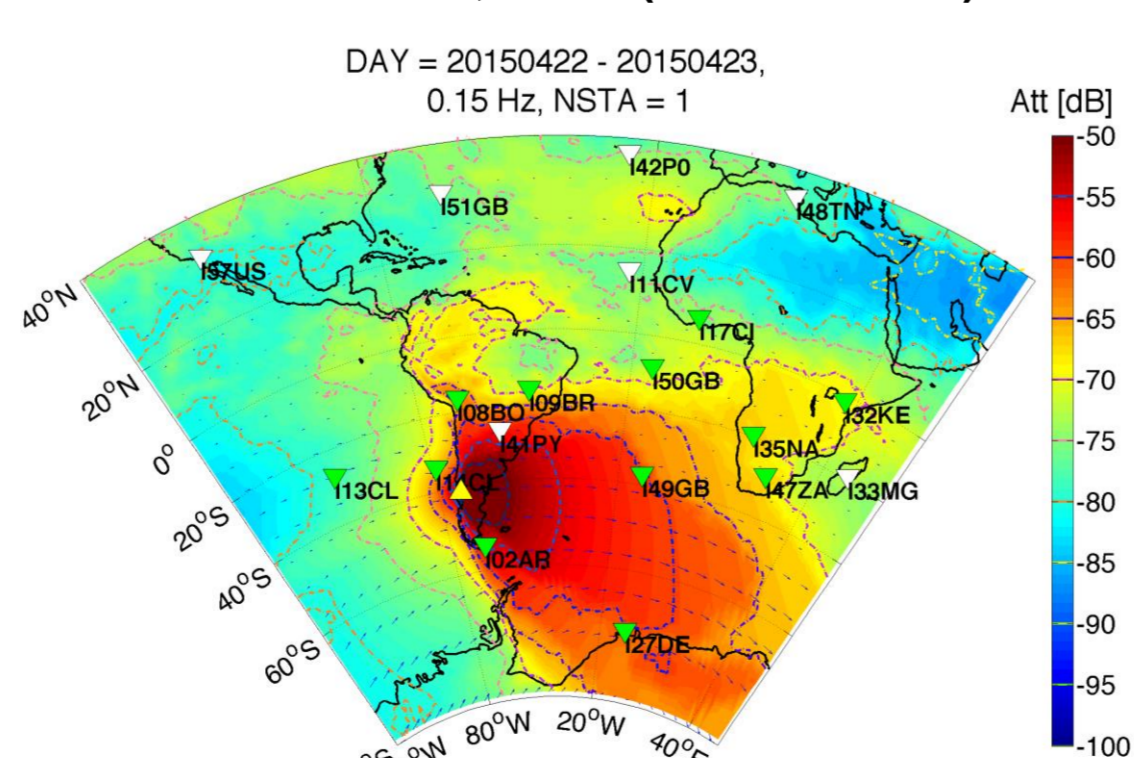 DAY = 20150422 - 20150423,
0.15 Hz, NSTA = 1
Att [dB]
-50
-55
-60
-65
-70
-75
-80
-85
-90
-95
-100
I42P0
I51GB
I48TN
I57US
I11CV
I17CI
I50GB
I09BR
I08BO
I32KE
I41PY
I35NA
I14CL
I13CL
I49GB
I47ZA
I33MG
I02AR
I27DE
40°N
20°N
0°
20°S
40°S
60°S
80°W
20°W
40°E